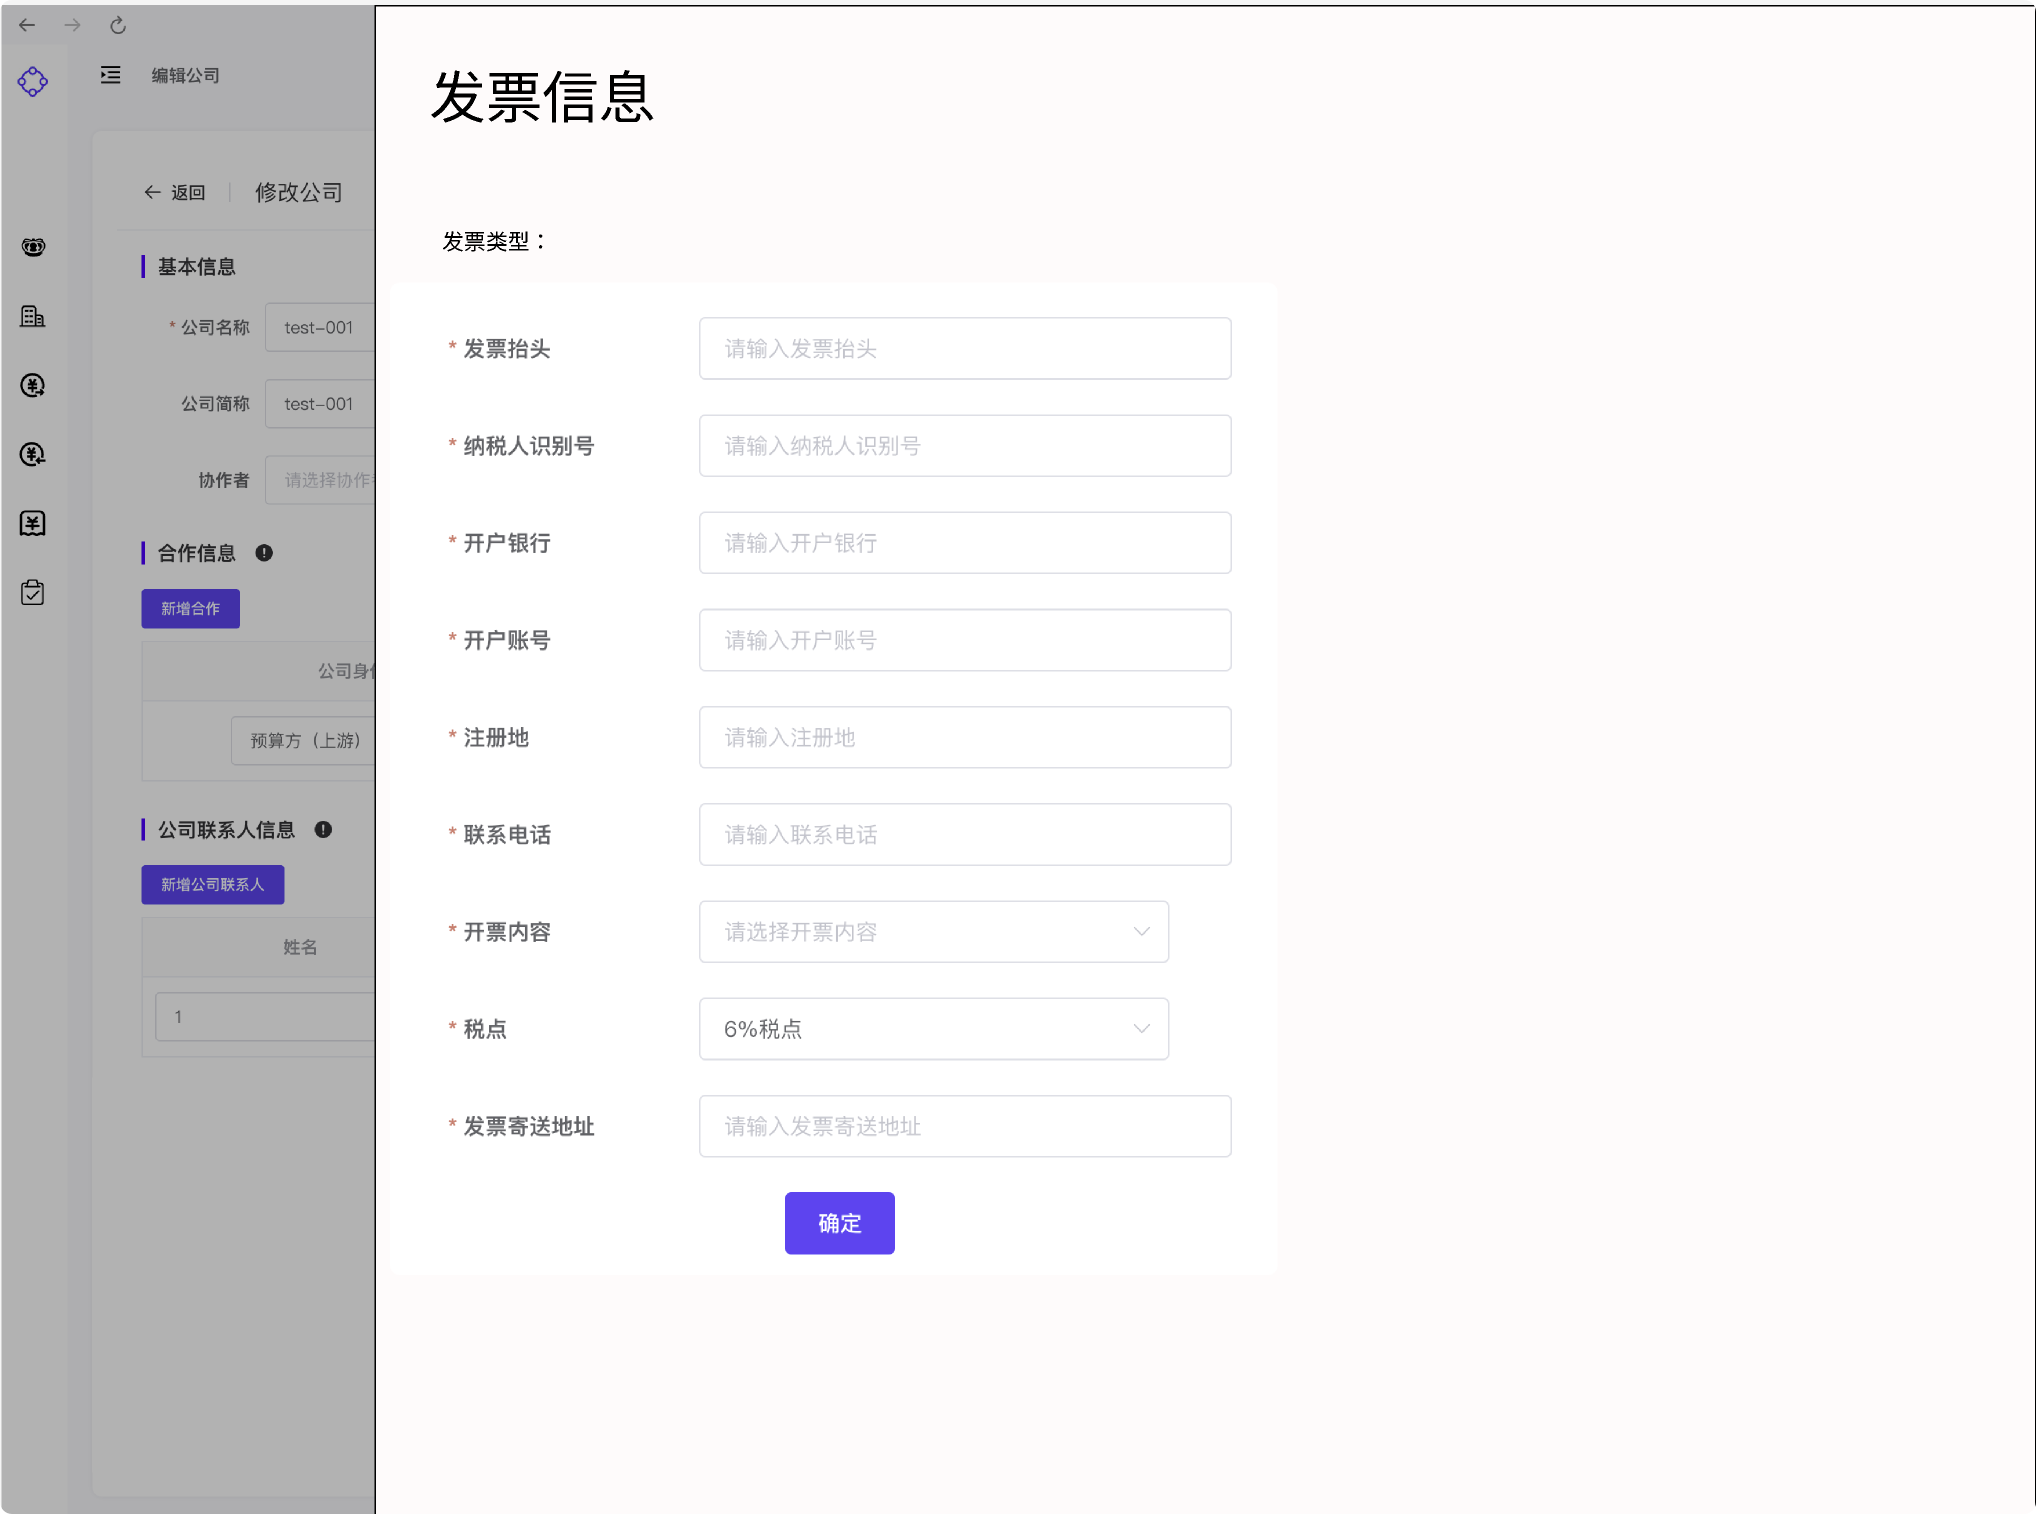 编辑公司
返回
修改公司
基本信息
* 公司名称
test-001
公司简称
test-001
协作者
请选择协作
合作信息
新增合作
公司身
预算方（上游）
公司联系人信息
新增公司联系人
姓名
1
发票信息
发票类型：
* 发票抬头
请输入发票抬头
* 纳税人识别号
请输入纳税人识别号
* 开户银行
请输入开户银行
* 开户账号
请输入开户账号
* 注册地
请输入注册地
* 联系电话
请输入联系电话
* 开票内容
请选择开票内容
* 税点
6%税点
* 发票寄送地址
请输入发票寄送地址
确定